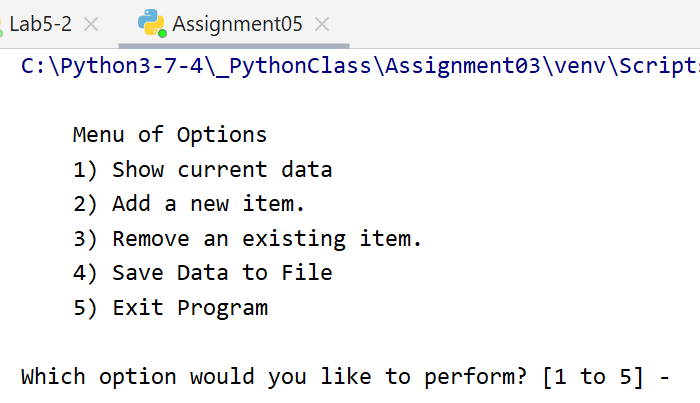 Lab5-2
Assignment05
C:\Python3-7-4\_PythonClass\Assignment03\venv\Scripts
Menu of Options
1) Show current data
2) Add a new item.
3) Remove an existing item.
4) Save Data to File
5) Exit Program
Which option would you like to perform? [1 to 5] -